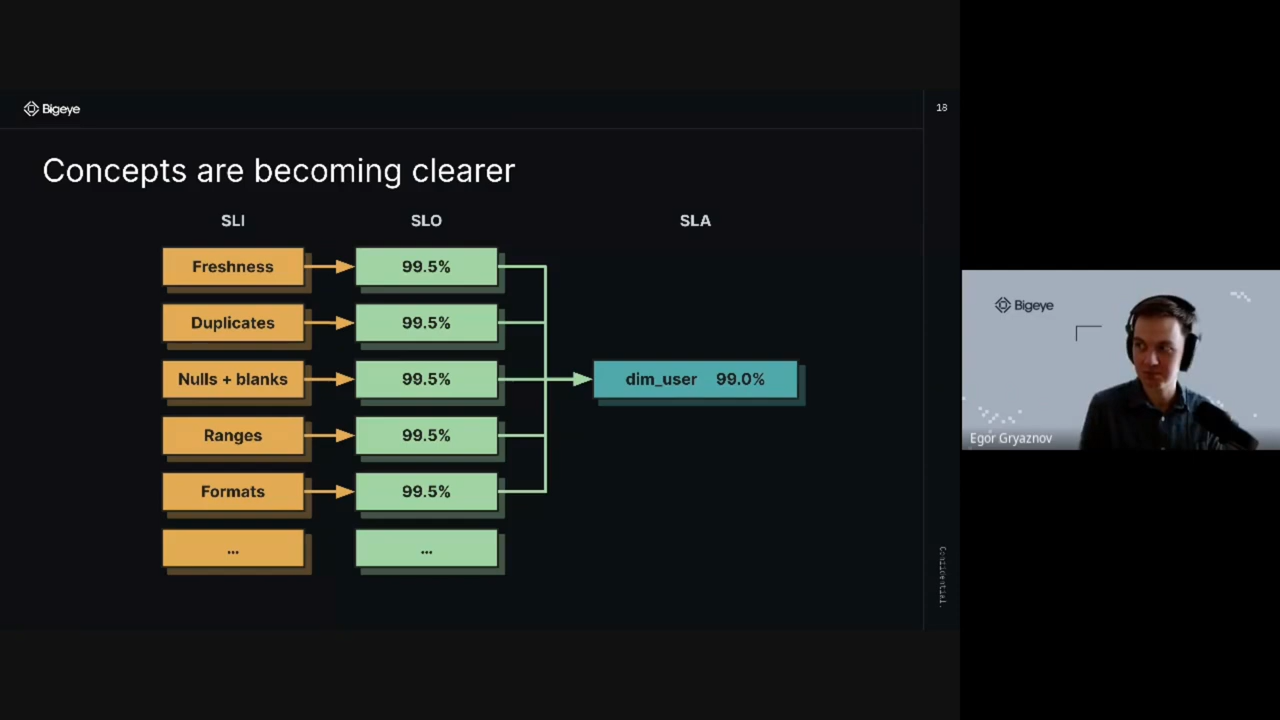 Bigeye
18
Concepts are becoming clearer
SLI SLO SLA
Freshness 99.5%
Duplicates 99.5%
Nulls + blanks 99.5% dim_user 99.0%
Ranges 99.5%
Formats 99.5%
... ...
Confidential.
Bigeye
Egor Gryaznov